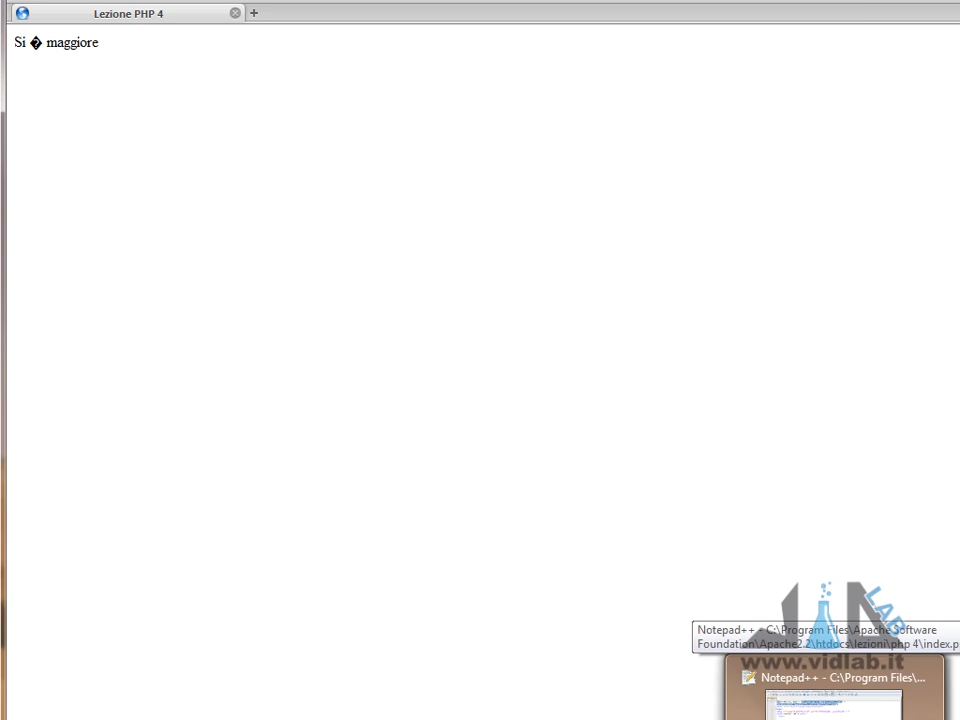 Lezione PHP 4
Si � maggiore
LAB
Notepad++ - C:\Program Files\Apache Software
Foundation\Apache2.2\htdocs\lezioni\php 4\index.p
www.vidlab.it
Notepad++ - C:\Program Files\...